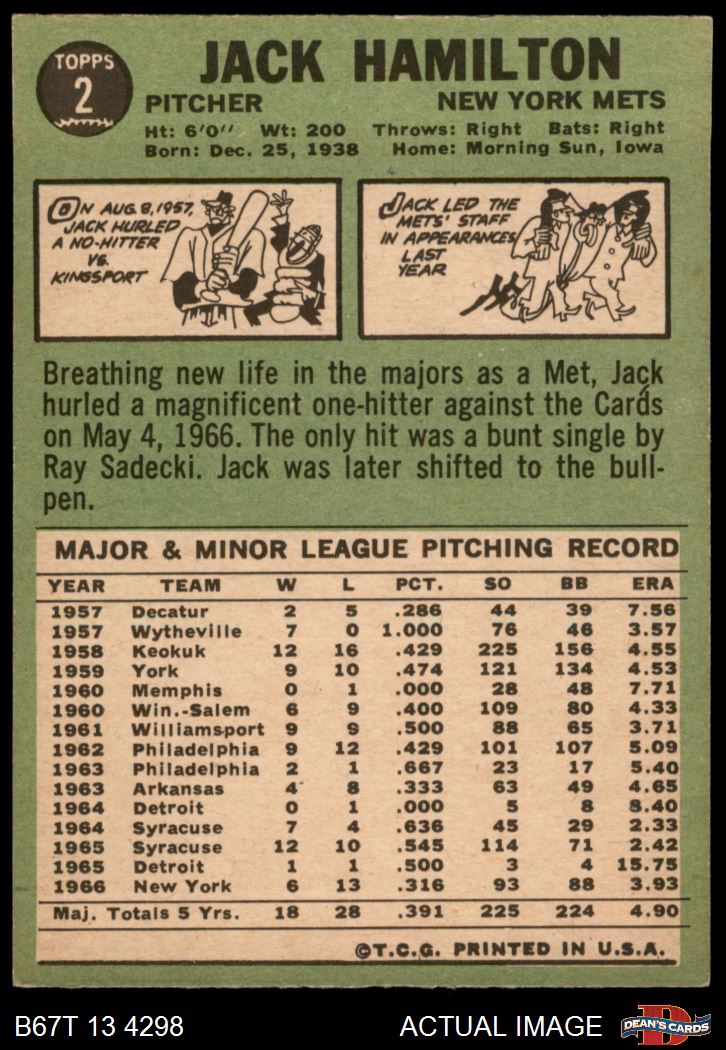 TOPPS
2
JACK HAMILTON
PITCHER NEW YORK METS
Ht: 6'0" Wt: 200 Throws: Right Bats: Right
Born: Dec. 25, 1938 Home: Morning Sun, Iowa
ON AUG. 8, 1957,
JACK HURLED
A NO-HITTER
VS.
KINGSPORT
JACK LED THE
METS' STAFF
IN APPEARANCES
LAST
YEAR
Breathing new life in the majors as a Met, Jack
hurled a magnificent one-hitter against the Cards
on May 4, 1966. The only hit was a bunt single by
Ray Sadecki. Jack was later shifted to the bull-
pen.
MAJOR & MINOR LEAGUE PITCHING RECORD
YEAR TEAM W L PCT. SO BB ERA
1957 Decatur 2 5 .286 44 39 7.56
1957 Wytheville 7 0 1.000 76 46 3.57
1958 Keokuk 12 16 .429 225 156 4.55
1959 York 9 10 .474 121 134 4.53
1960 Memphis 0 1 .000 28 48 7.71
1960 Win.-Salem 6 9 .400 109 80 4.33
1961 Williamsport 9 9 .500 88 65 3.71
1962 Philadelphia 9 12 .429 101 107 5.09
1963 Philadelphia 2 1 .667 23 17 5.40
1963 Arkansas 4 8 .333 63 49 4.65
1964 Detroit 0 1 .000 5 8 8.40
1964 Syracuse 7 4 .636 45 29 2.33
1965 Syracuse 12 10 .545 114 71 2.42
1965 Detroit 1 1 .500 3 4 15.75
1966 New York 6 13 .316 93 88 3.93
Maj. Totals 5 Yrs. 18 28 .391 225 224 4.90
©T.C.G. PRINTED IN U.S.A.
B67T 13 4298 ACTUAL IMAGE
D
DEAN'S CARDS